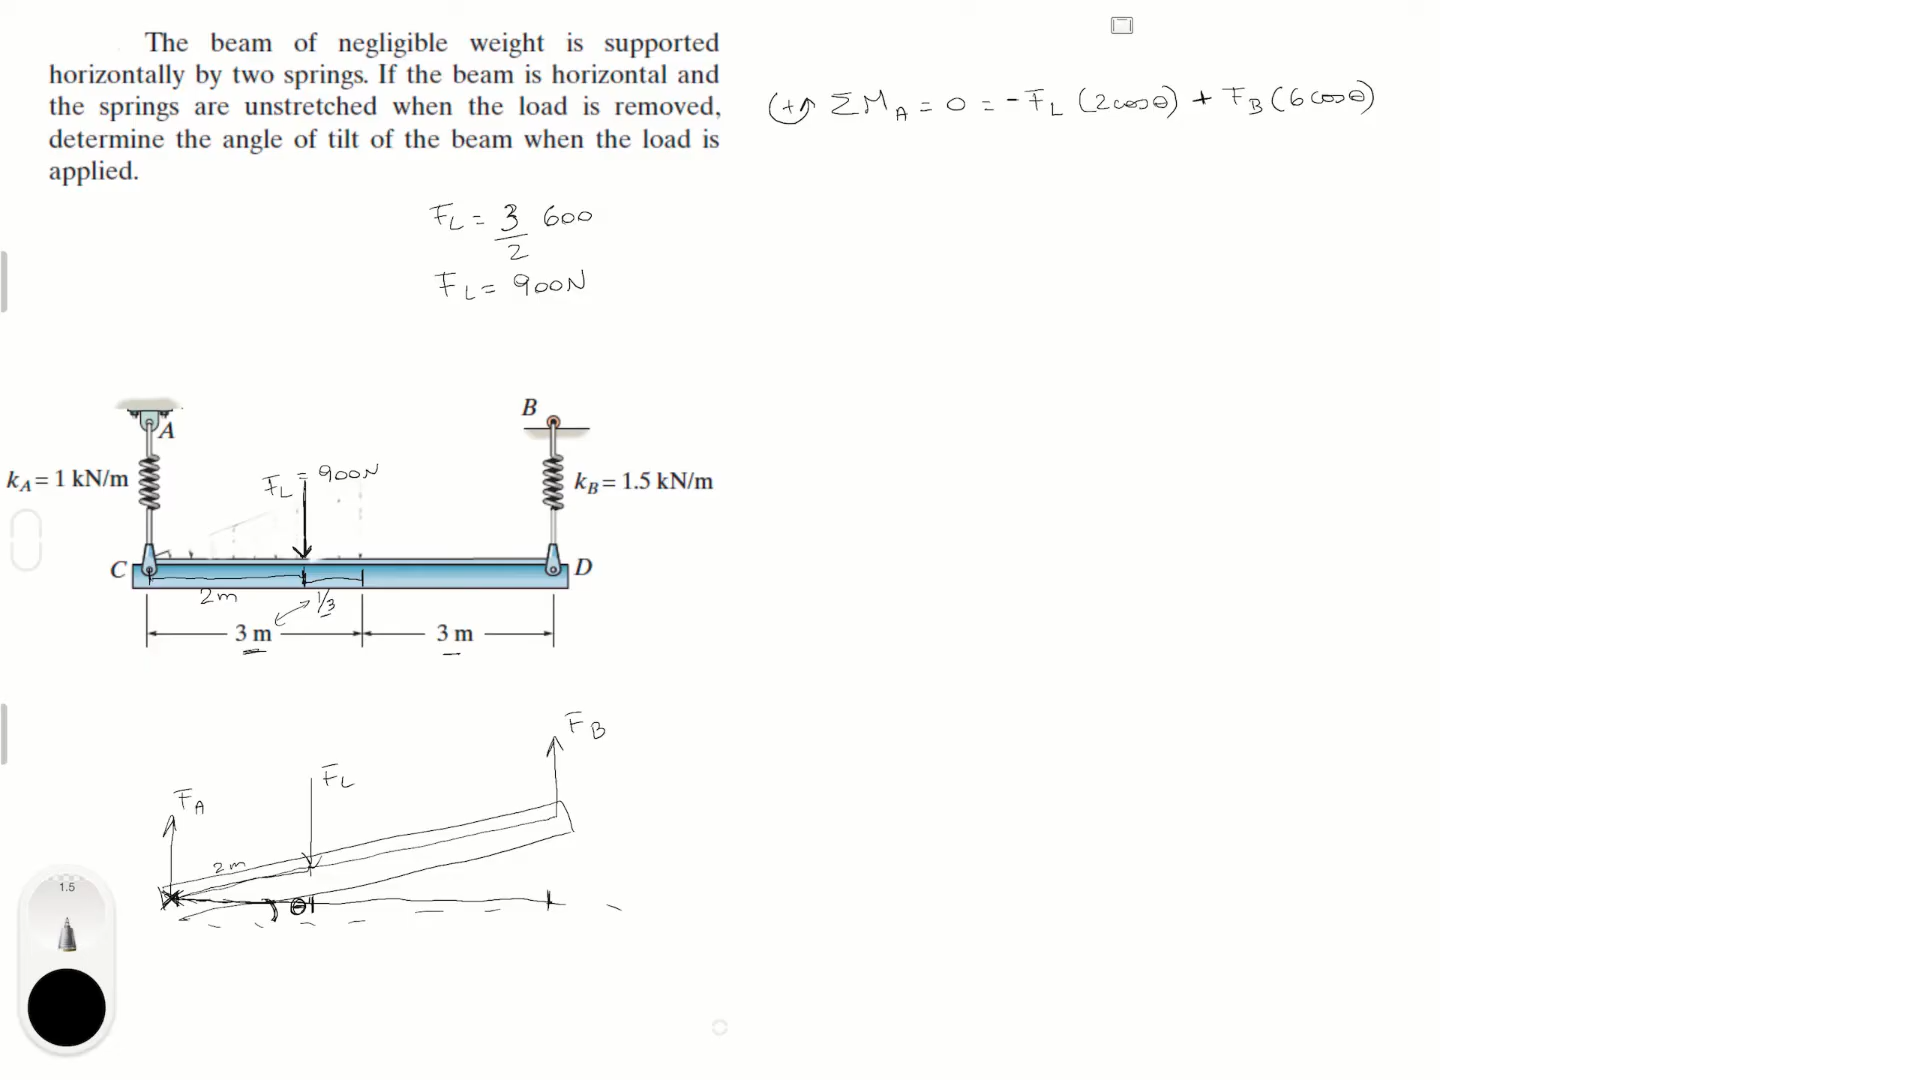 The beam of negligible weight is supported
horizontally by two springs. If the beam is horizontal and
the springs are unstretched when the load is removed,
determine the angle of tilt of the beam when the load is
applied.
(+↑ ΣM_A = 0 = -F_L (2cosθ) + F_B (6cosθ)
F_L = 3/2 600
F_L = 900N
A
B
k_A = 1 kN/m
F_L = 900N
k_B = 1.5 kN/m
C
D
2m
1/3
3 m
3 m
F_B
F_L
F_A
2m
θ
1.5